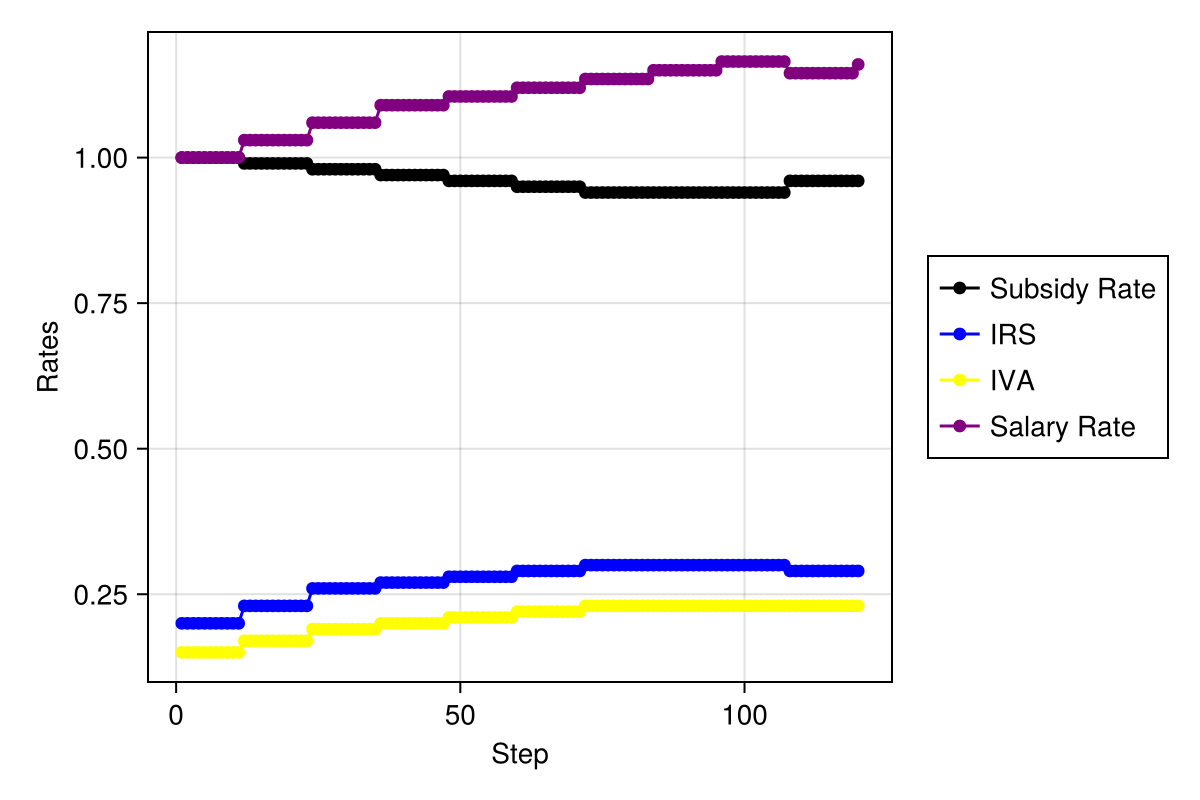 1.00
0.75
0.50
0.25
Rates
0
50
100
Step
Subsidy Rate
IRS
IVA
Salary Rate